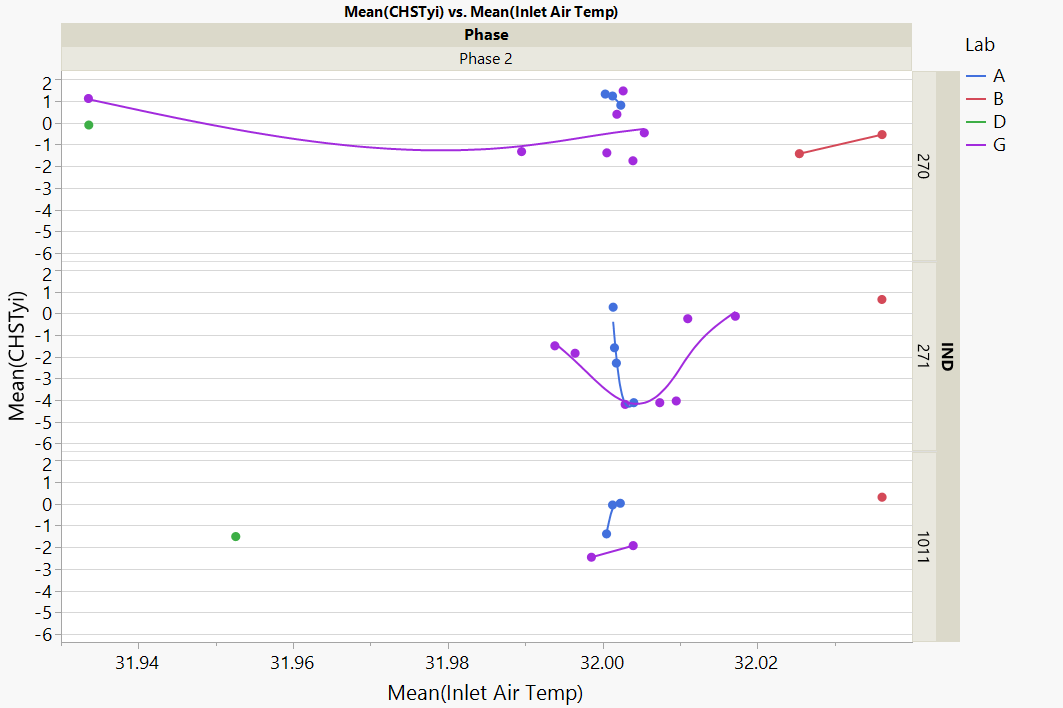 Mean(CHSTyi) vs. Mean(Inlet Air Temp)
Phase
Phase 2
Lab
A
B
D
G
Mean(CHSTyi)
2
1
0
-1
-2
-3
-4
-5
-6
270
2
1
0
-1
-2
-3
-4
-5
-6
271
IND
2
1
0
-1
-2
-3
-4
-5
-6
1011
31.94 31.96 31.98 32.00 32.02
Mean(Inlet Air Temp)